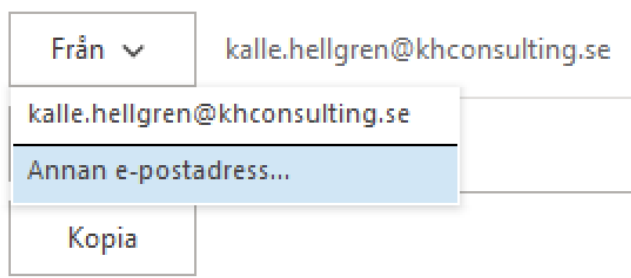 Från kalle.hellgren@khconsulting.se
kalle.hellgren@khconsulting.se
Annan e-postadress...
Kopia